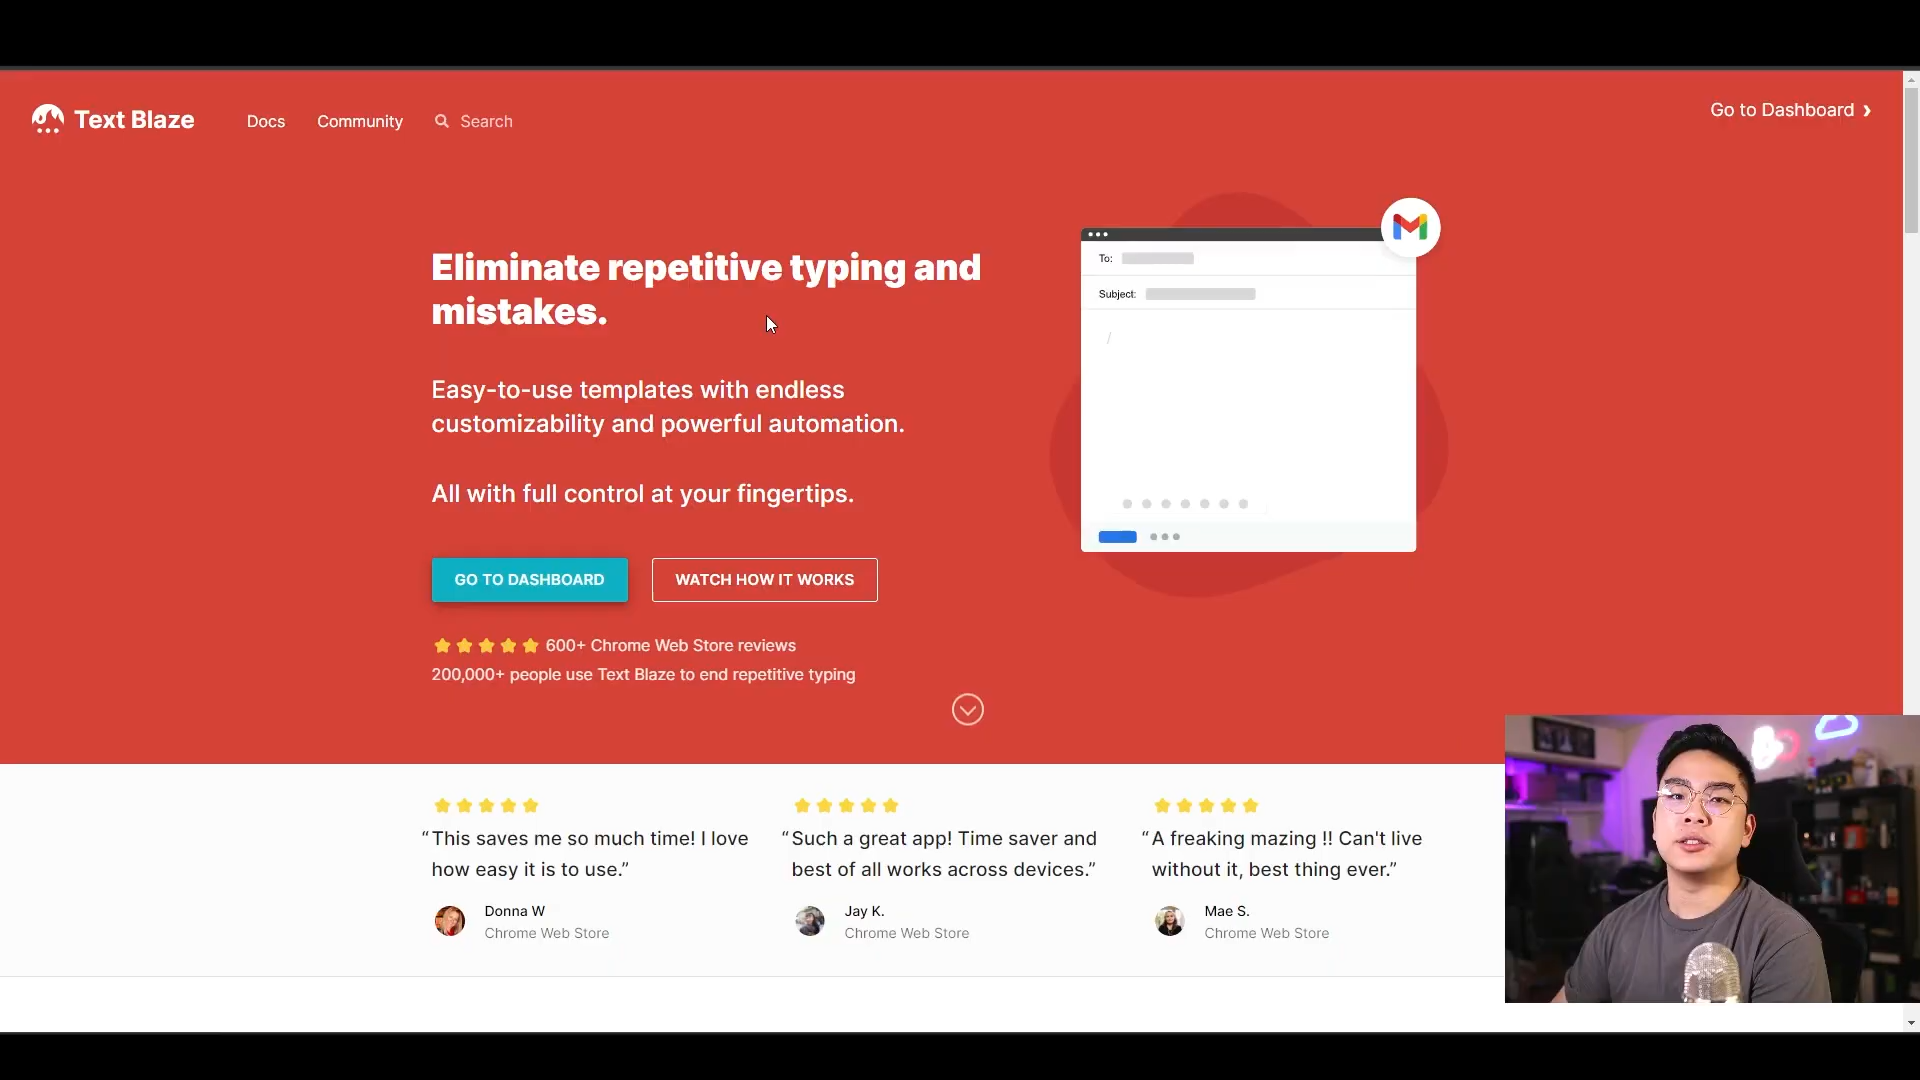 Text Blaze
Docs
Community
Search
Go to Dashboard
Eliminate repetitive typing and
mistakes.
Easy-to-use templates with endless
customizability and powerful automation.
All with full control at your fingertips.
GO TO DASHBOARD
WATCH HOW IT WORKS
600+ Chrome Web Store reviews
200,000+ people use Text Blaze to end repetitive typing
To:
Subject:
/
“This saves me so much time! I love
how easy it is to use.”
Donna W
Chrome Web Store
“Such a great app! Time saver and
best of all works across devices.”
Jay K.
Chrome Web Store
“A freaking mazing !! Can't live
without it, best thing ever.”
Mae S.
Chrome Web Store